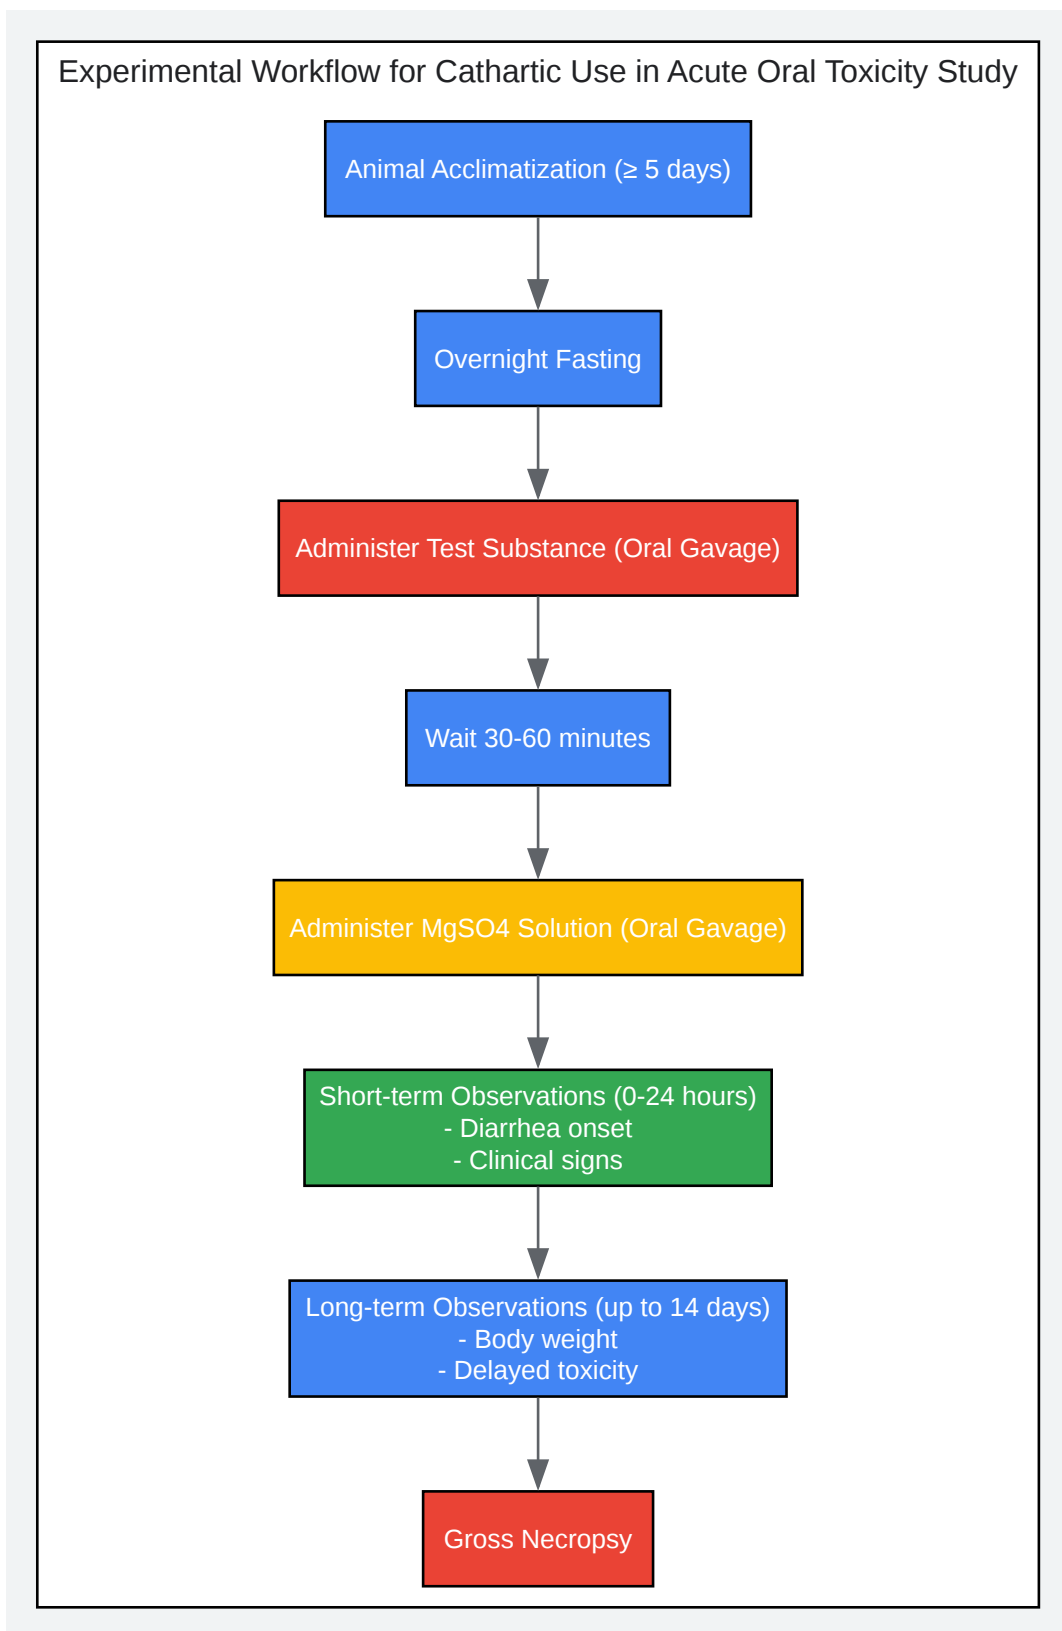 Experimental Workflow for Cathartic Use in Acute Oral Toxicity Study
Animal Acclimatization (≥ 5 days)
Overnight Fasting
Administer Test Substance (Oral Gavage)
Wait 30-60 minutes
Administer MgSO4 Solution (Oral Gavage)
Short-term Observations (0-24 hours)
- Diarrhea onset
- Clinical signs
Long-term Observations (up to 14 days)
- Body weight
- Delayed toxicity
Gross Necropsy